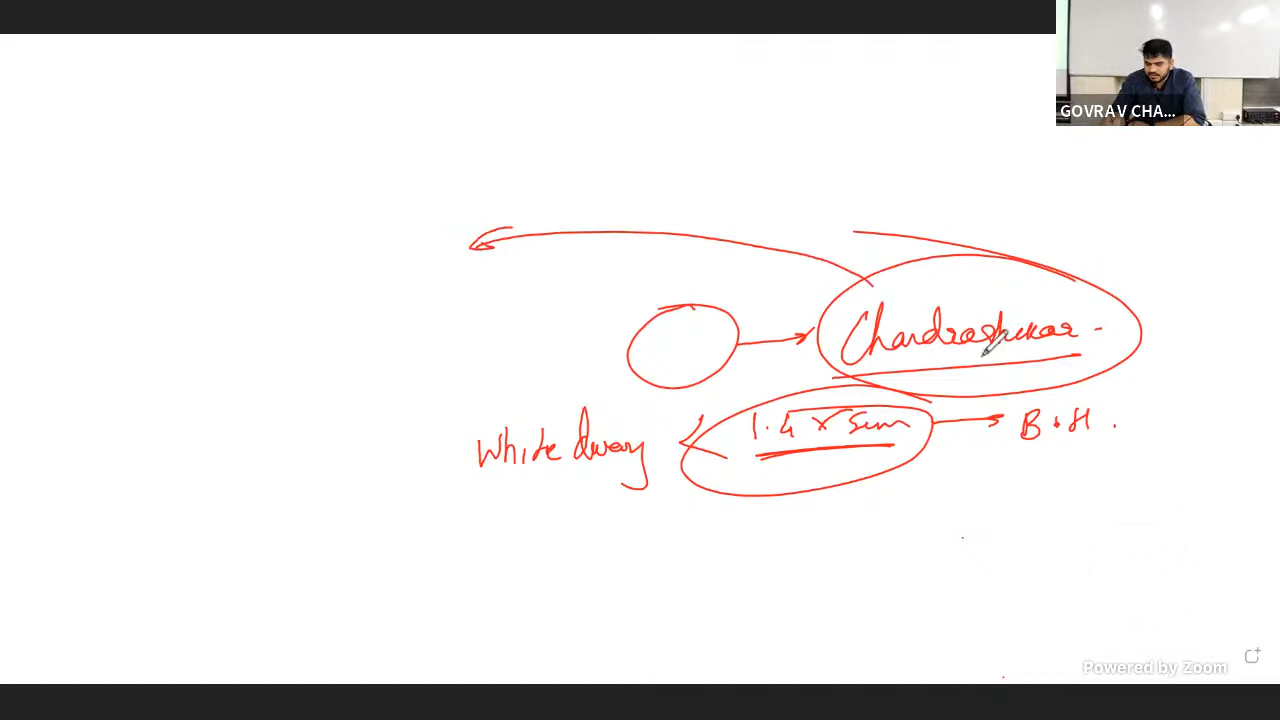 GOVRAV CHA...
Chandrashekar -
1.4 x Sun
B.H.
White dwarf
Powered by Zoom